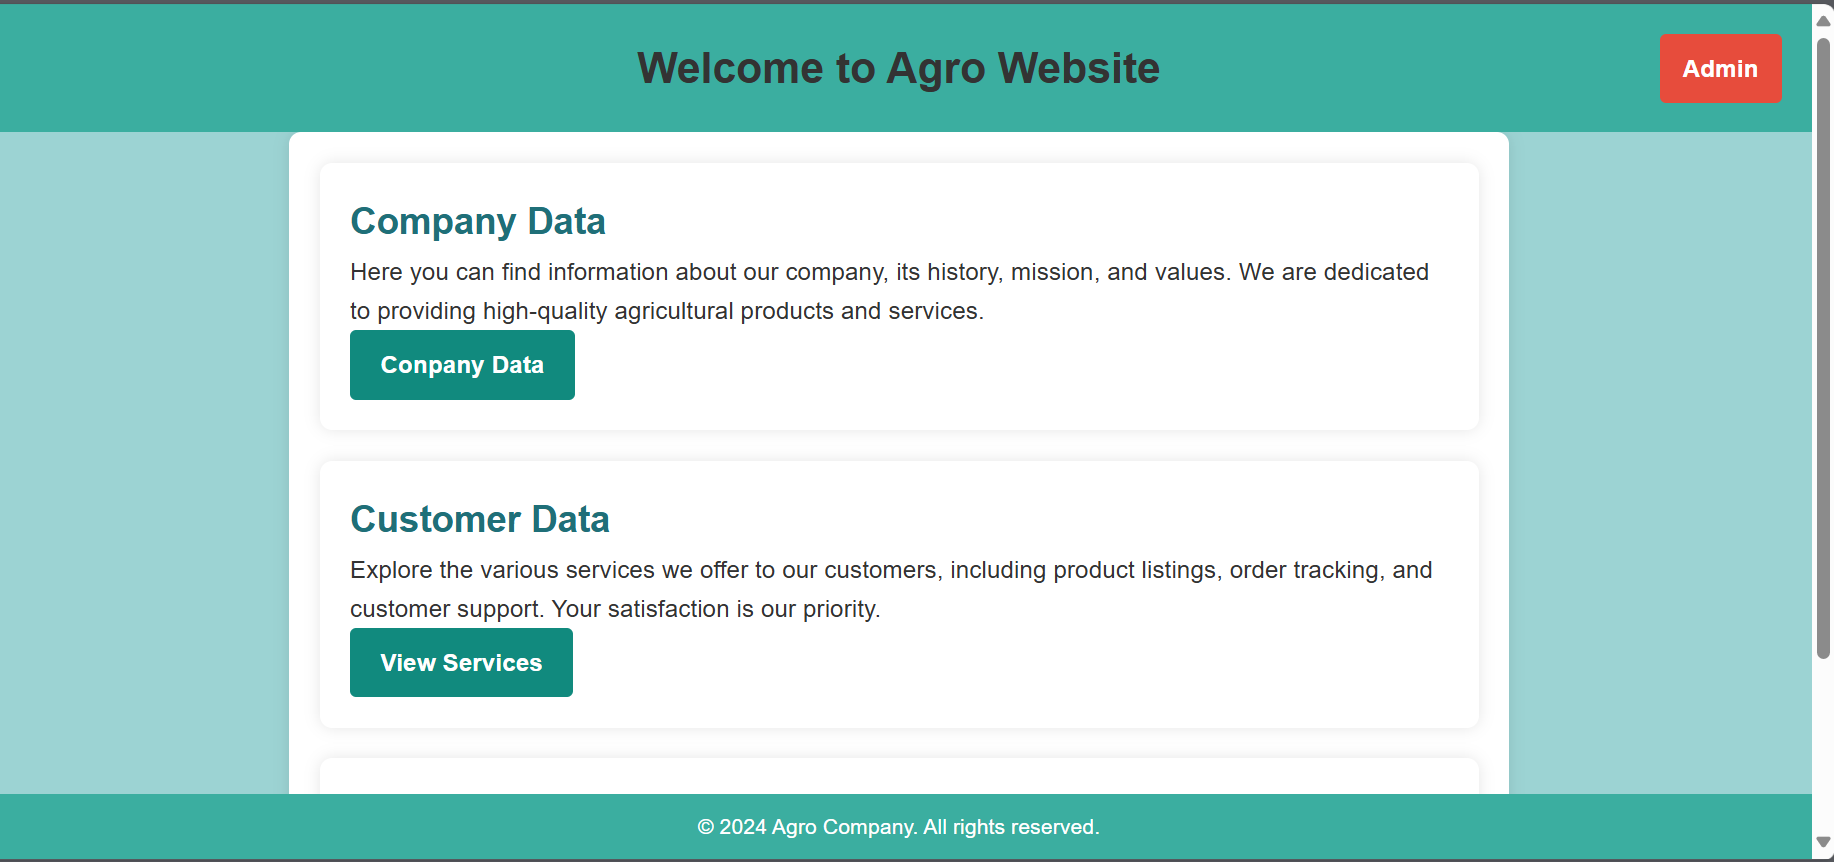 Welcome to Agro Website
Admin
Company Data
Here you can find information about our company, its history, mission, and values. We are dedicated
to providing high-quality agricultural products and services.
Conpany Data
Customer Data
Explore the various services we offer to our customers, including product listings, order tracking, and
customer support. Your satisfaction is our priority.
View Services
© 2024 Agro Company. All rights reserved.